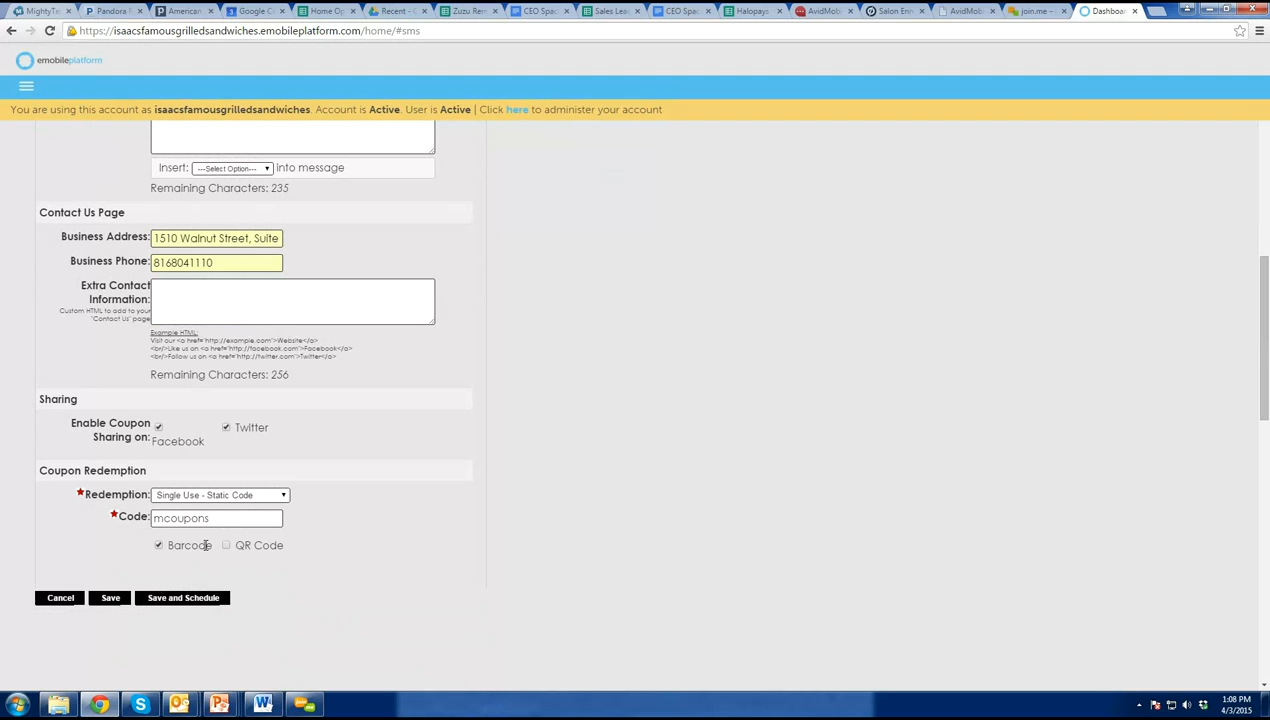 MightyTe
Pandora
American
Google C
Home Op
Recent - G
Zuzu Rem
CEO Spac
Sales Lea
CEO Spac
Halopays
AvidMob
Salon Env
AvidMob
join.me -
Dashboa
https://isaacsfamousgrilledsandwiches.emobileplatform.com/home/#sms
emobileplatform
You are using this account as isaacsfamousgrilledsandwiches. Account is Active. User is Active | Click here to administer your account
Insert: ---Select Option--- into message
Remaining Characters: 235
Contact Us Page
Business Address: 1510 Walnut Street, Suite
Business Phone: 8168041110
Extra Contact
Information:
Custom HTML to add to your
"Contact Us" page
Example HTML:
Visit our <a href="http://example.com">Website</a>
<br/>Like us on <a href="http://facebook.com">Facebook</a>
<br/>Follow us on <a href="http://twitter.com">Twitter</a>
Remaining Characters: 256
Sharing
Enable Coupon
Sharing on:
Facebook
Twitter
Coupon Redemption
Redemption: Single Use - Static Code
Code: mcoupons
Barcode QR Code
Cancel Save Save and Schedule
1:08 PM
4/3/2015